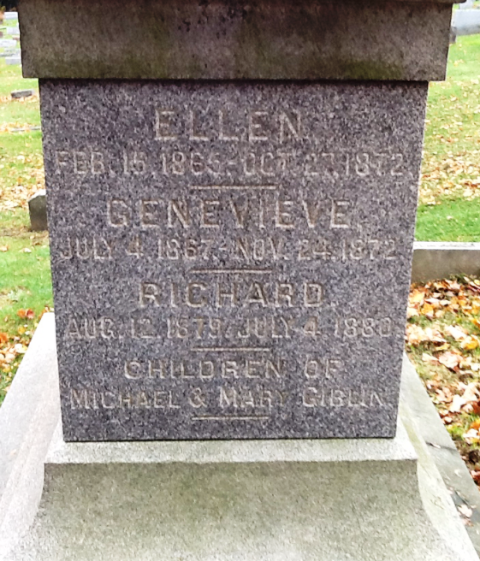 ELLEN.
FEB. 15. 1865.-OCT. 27. 1872.
GENEVIEVE,
JULY 4. 1867.-NOV. 24. 1872.
RICHARD.
AUG. 12. 1879. JULY 4. 1880.
CHILDREN OF
MICHAEL & MARY GIBLIN.